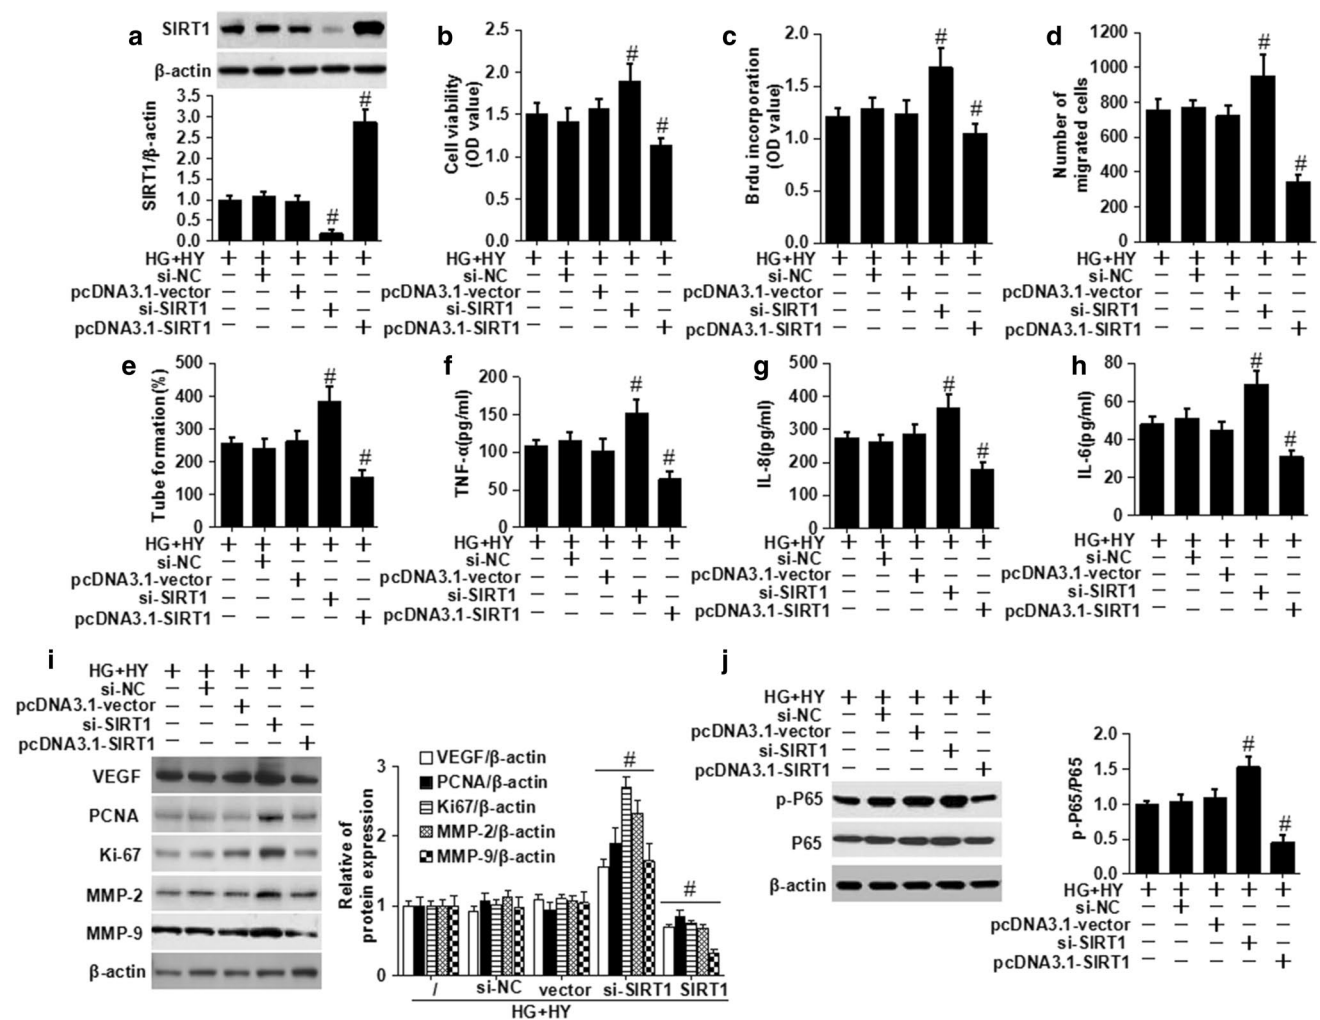 a
SIRT1
β-actin
SIRT1/β-actin
3.5
3.0
2.5
2.0
1.5
1.0
0.5
0.0
# #
HG+HY + + + + +
si-NC − + − − −
pcDNA3.1-vector − − + − −
si-SIRT1 − − − + −
pcDNA3.1-SIRT1 − − − − +
b
Cell viability
(OD value)
2.5
2.0
1.5
1.0
0.5
0.0
# #
HG+HY + + + + +
si-NC − + − − −
pcDNA3.1-vector − − + − −
si-SIRT1 − − − + −
pcDNA3.1-SIRT1 − − − − +
c
Brdu incorporation
(OD value)
2.0
1.5
1.0
0.5
0.0
# #
HG+HY + + + + +
si-NC − + − − −
pcDNA3.1-vector − − + − −
si-SIRT1 − − − + −
pcDNA3.1-SIRT1 − − − − +
d
Number of
migrated cells
1200
1000
800
600
400
200
0
# #
HG+HY + + + + +
si-NC − + − − −
pcDNA3.1-vector − − + − −
si-SIRT1 − − − + −
pcDNA3.1-SIRT1 − − − − +
e
Tube formation(%)
500
400
300
200
100
0
# #
HG+HY + + + + +
si-NC − + − − −
pcDNA3.1-vector − − + − −
si-SIRT1 − − − + −
pcDNA3.1-SIRT1 − − − − +
f
TNF-α(pg/ml)
200
150
100
50
0
# #
HG+HY + + + + +
si-NC − + − − −
pcDNA3.1-vector − − + − −
si-SIRT1 − − − + −
pcDNA3.1-SIRT1 − − − − +
g
IL-8(pg/ml)
500
400
300
200
100
0
# #
HG+HY + + + + +
si-NC − + − − −
pcDNA3.1-vector − − + − −
si-SIRT1 − − − + −
pcDNA3.1-SIRT1 − − − − +
h
IL-6(pg/ml)
80
60
40
20
0
# #
HG+HY + + + + +
si-NC − + − − −
pcDNA3.1-vector − − + − −
si-SIRT1 − − − + −
pcDNA3.1-SIRT1 − − − − +
i
HG+HY + + + + +
si-NC − + − − −
pcDNA3.1-vector − − + − −
si-SIRT1 − − − + −
pcDNA3.1-SIRT1 − − − − +
VEGF
PCNA
Ki-67
MMP-2
MMP-9
β-actin
Relative of
protein expression
3
2
1
0
VEGF/β-actin
PCNA/β-actin
Ki67/β-actin
MMP-2/β-actin
MMP-9/β-actin
# #
/ si-NC vector si-SIRT1 SIRT1
HG+HY
j
HG+HY + + + + +
si-NC − + − − −
pcDNA3.1-vector − − + − −
si-SIRT1 − − − + −
pcDNA3.1-SIRT1 − − − − +
p-P65
P65
β-actin
p-P65/P65
2.0
1.5
1.0
0.5
0.0
# #
HG+HY + + + + +
si-NC − + − − −
pcDNA3.1-vector − − + − −
si-SIRT1 − − − + −
pcDNA3.1-SIRT1 − − − − +